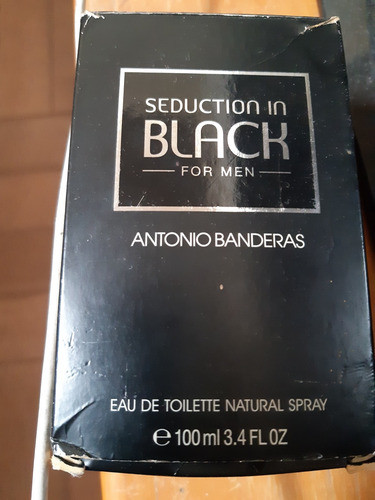 SEDUCTION IN
BLACK
FOR MEN
ANTONIO BANDERAS
EAU DE TOILETTE NATURAL SPRAY
℮ 100 ml 3.4 FL OZ